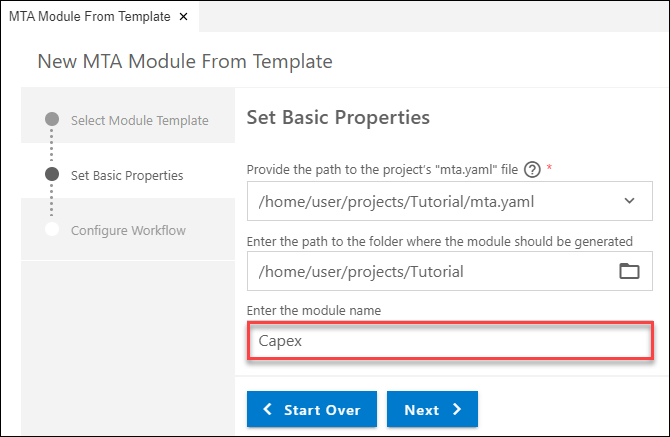 MTA Module From Template ×
New MTA Module From Template
Select Module Template
Set Basic Properties
Configure Workflow
Set Basic Properties
Provide the path to the project's "mta.yaml" file ? *
/home/user/projects/Tutorial/mta.yaml
Enter the path to the folder where the module should be generated
/home/user/projects/Tutorial
Enter the module name
Capex
Start Over
Next